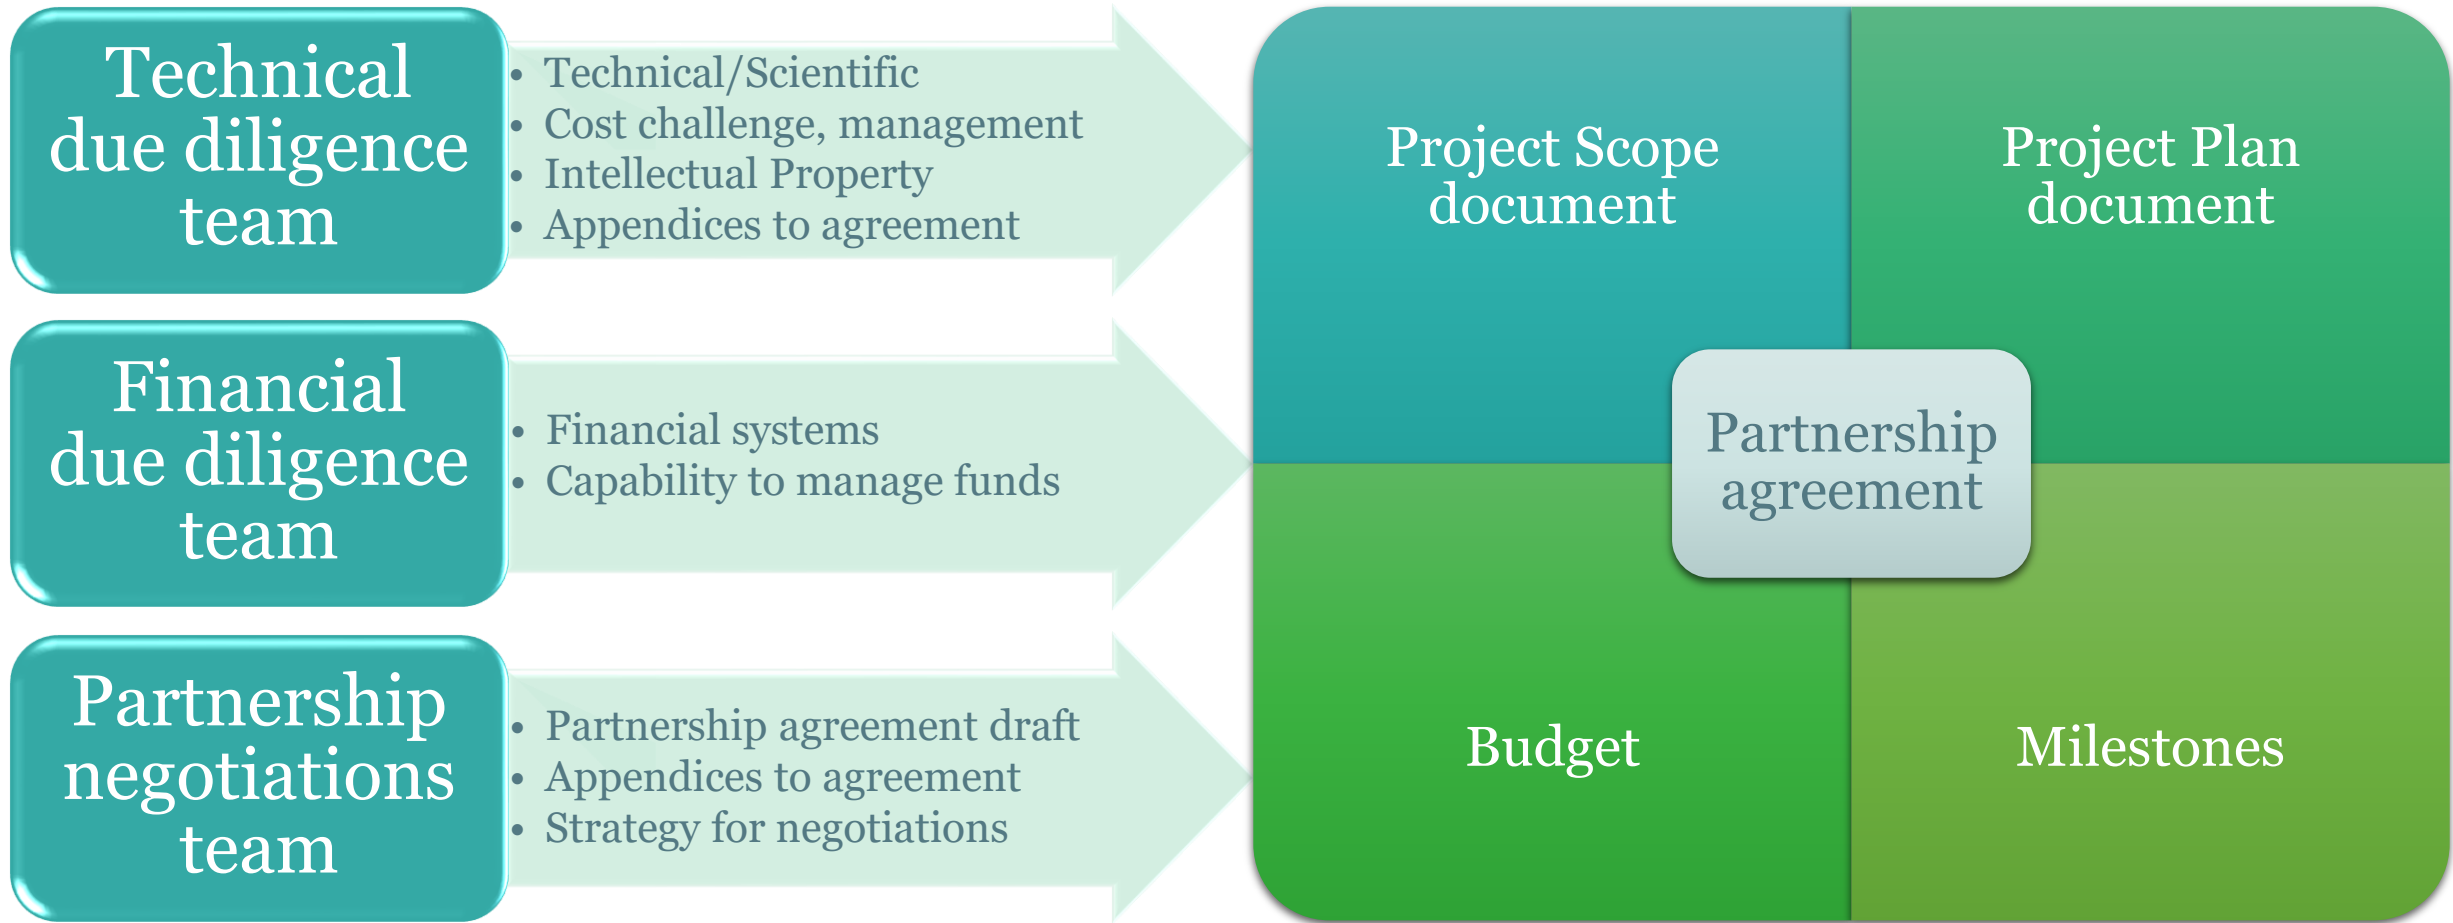 Technical
due diligence
team
• Technical/Scientific
• Cost challenge, management
• Intellectual Property
• Appendices to agreement
Financial
due diligence
team
• Financial systems
• Capability to manage funds
Partnership
negotiations
team
• Partnership agreement draft
• Appendices to agreement
• Strategy for negotiations
Project Scope
document
Project Plan
document
Partnership
agreement
Budget
Milestones